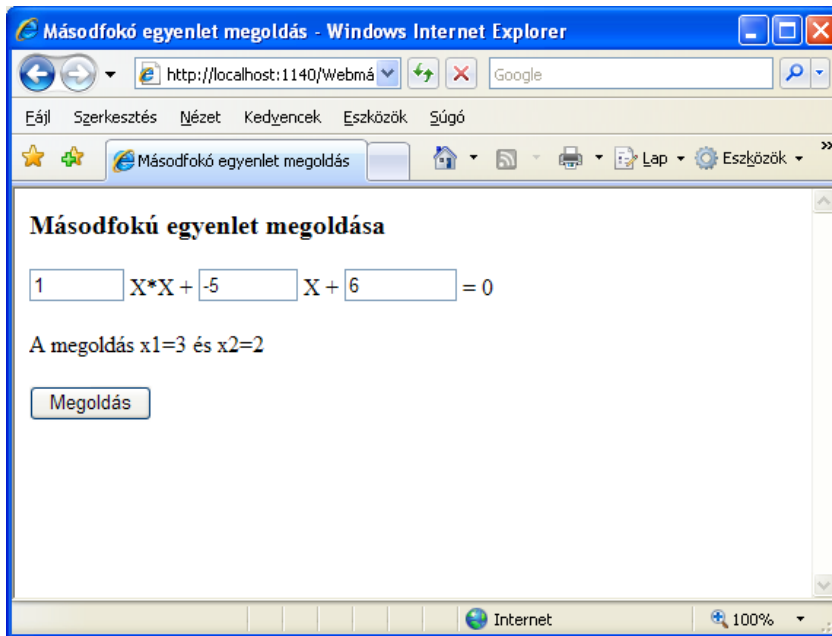 Másodfokó egyenlet megoldás - Windows Internet Explorer
http://localhost:1140/Webmá
Google
Fájl Szerkesztés Nézet Kedvencek Eszközök Súgó
Másodfokó egyenlet megoldás
Lap Eszközök »
Másodfokú egyenlet megoldása
1 X*X + -5 X + 6 = 0
A megoldás x1=3 és x2=2
Megoldás
Internet 100%